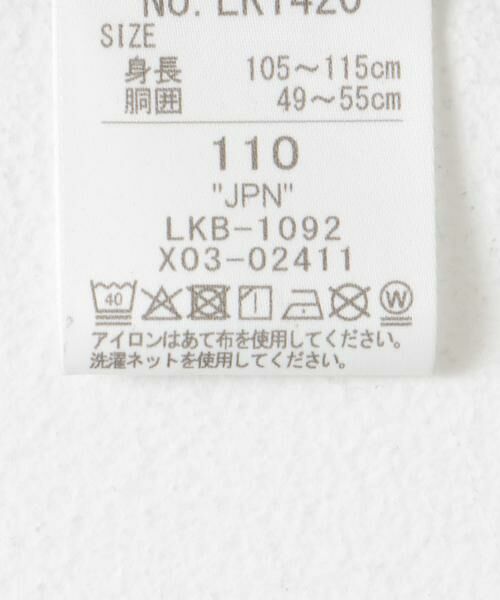 No. LK1420
SIZE
身長 105〜115cm
胴囲 49〜55cm
110
"JPN"
LKB-1092
X03-02411
40 W
アイロンはあて布を使用してください。
洗濯ネットを使用してください。